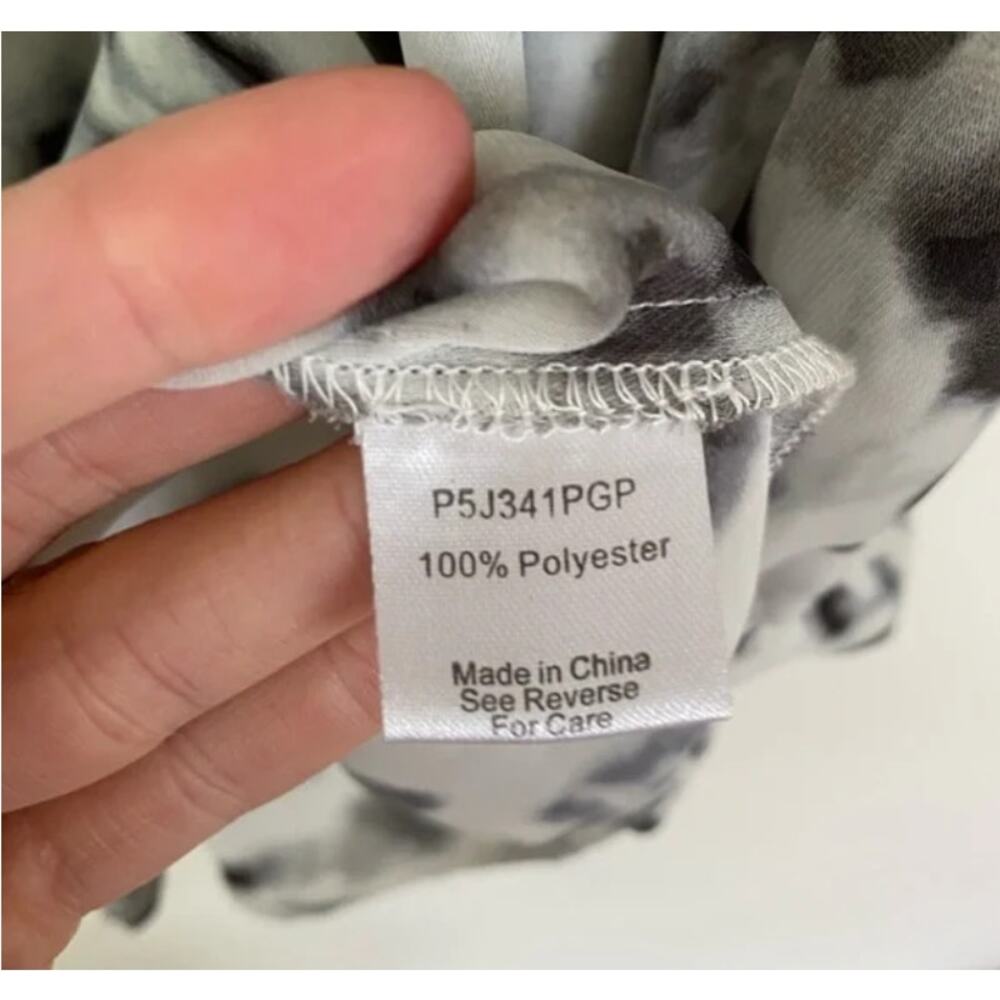 P5J341PGP
100% Polyester
Made in China
See Reverse
For Care